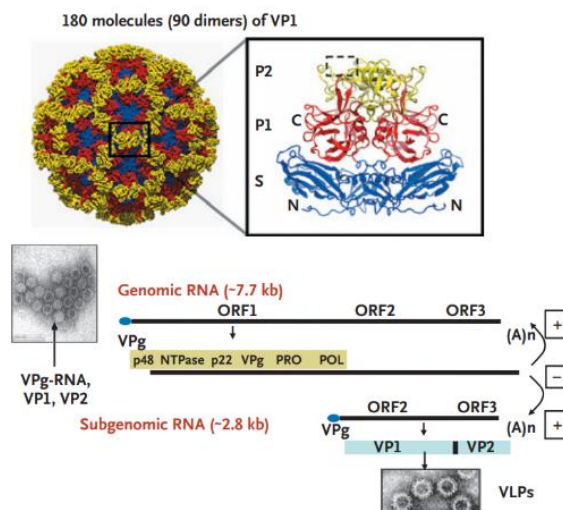 180 molecules (90 dimers) of VP1
P2
P1
C
C
S
N
N
Genomic RNA (~7.7 kb)
ORF1
ORF2
ORF3
(A)n
+
VPg
p48 NTPase p22 VPg PRO POL
VPg-RNA,
VP1, VP2
−
Subgenomic RNA (~2.8 kb)
ORF2
ORF3
VPg
(A)n
+
VP1
VP2
VLPs